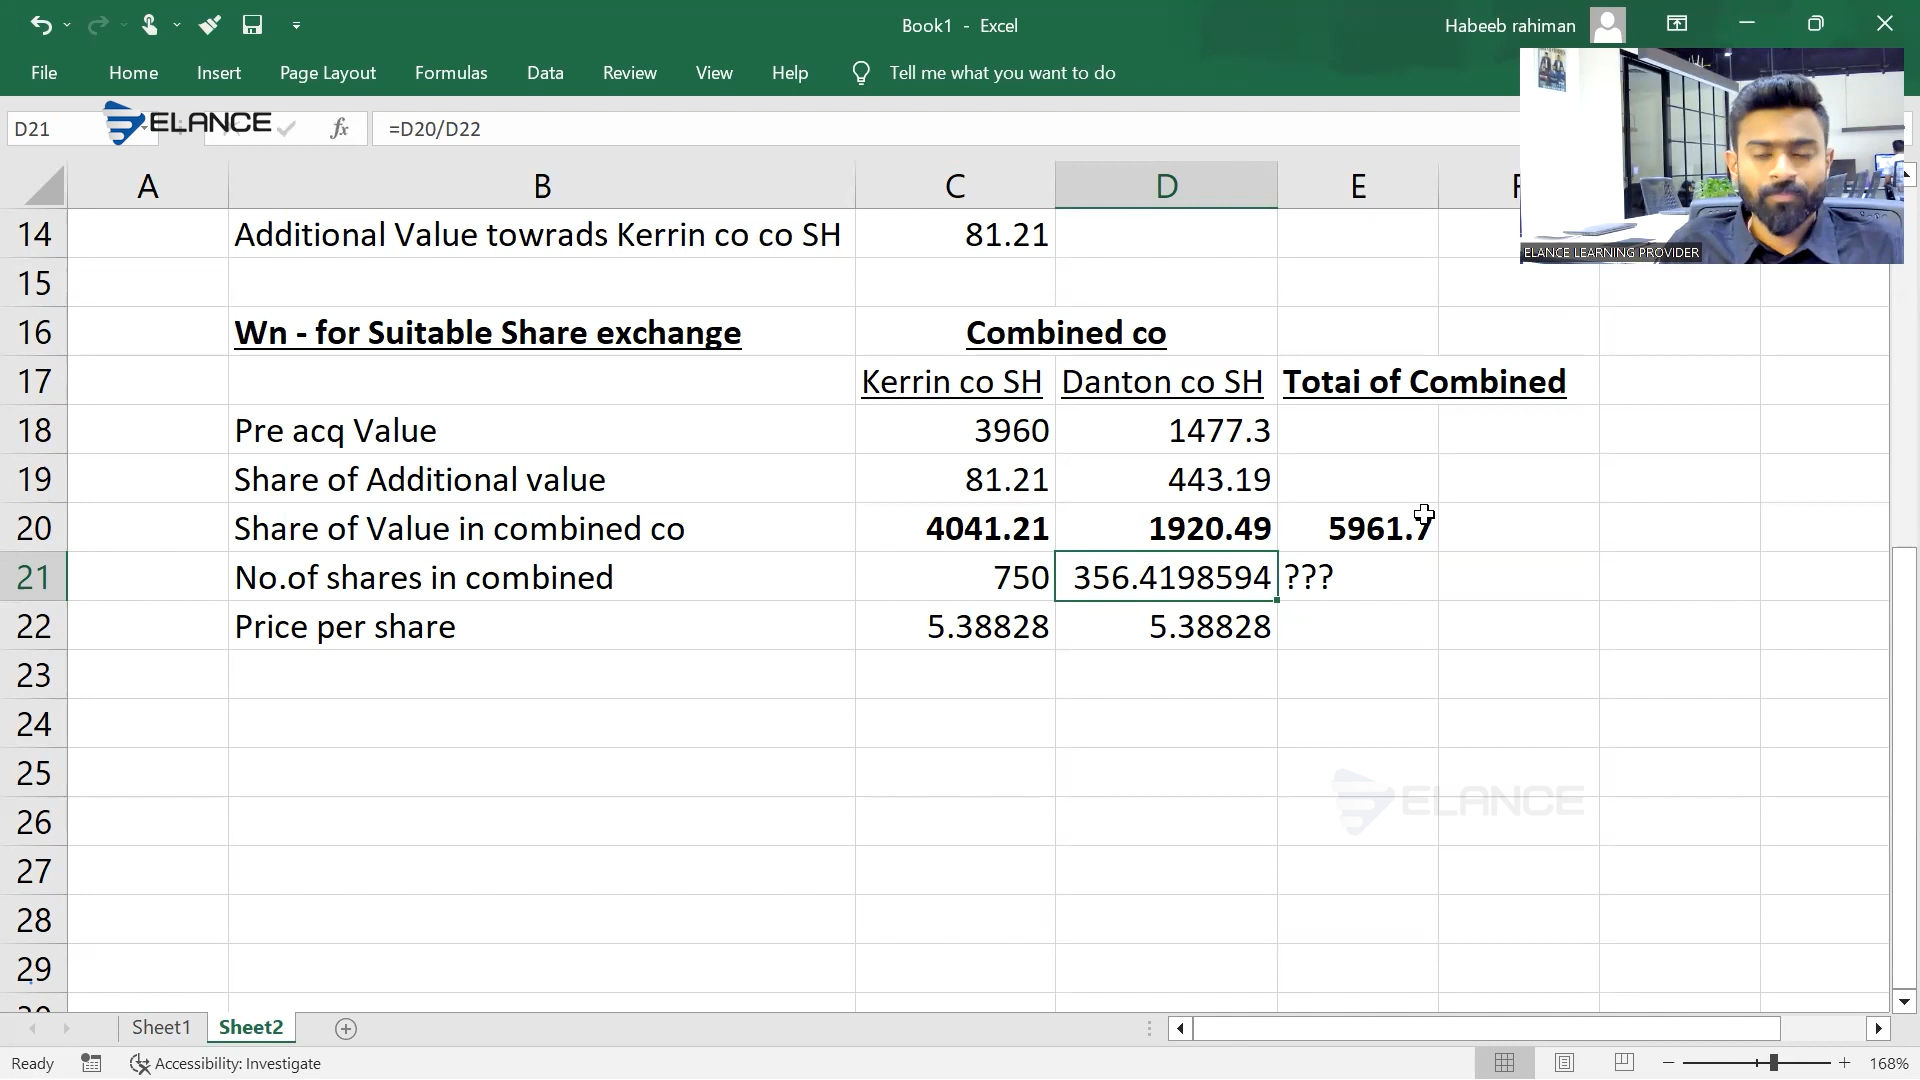 Book1 - Excel
Habeeb rahiman
File Home Insert Page Layout Formulas Data Review View Help Tell me what you want to do
D21
ELANCE
fx
=D20/D22
ELANCE LEARNING PROVIDER
A B C D E
14 Additional Value towrads Kerrin co co SH 81.21
15
16 Wn - for Suitable Share exchange Combined co
17 Kerrin co SH Danton co SH Totai of Combined
18 Pre acq Value 3960 1477.3
19 Share of Additional value 81.21 443.19
20 Share of Value in combined co 4041.21 1920.49 5961.7
21 No.of shares in combined 750 356.4198594 ???
22 Price per share 5.38828 5.38828
23
24
25
26
ELANCE
27
28
29
Sheet1 Sheet2
Ready Accessibility: Investigate 168%